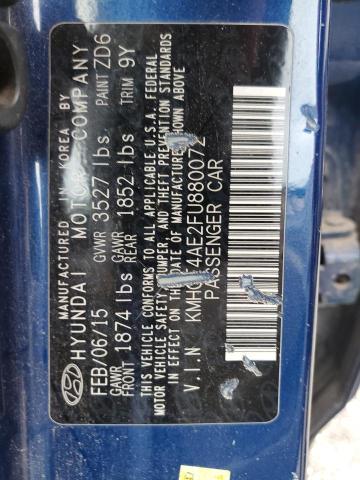 MANUFACTURED IN KOREA BY
HYUNDAI MOTOR COMPANY
FEB/06/15 GVWR 3527 lbs PAINT ZD6
GAWR FRONT 1874 lbs GAWR REAR 1852 lbs TRIM 9Y
THIS VEHICLE CONFORMS TO ALL APPLICABLE U.S.A. FEDERAL
MOTOR VEHICLE SAFETY, BUMPER, AND THEFT PREVENTION STANDARDS
IN EFFECT ON THE DATE OF MANUFACTURE SHOWN ABOVE
V.I.N
PASSENGER CAR